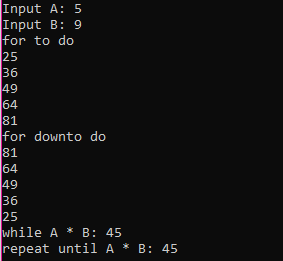 Input A: 5
Input B: 9
for to do
25
36
49
64
81
for downto do
81
64
49
36
25
while A * B: 45
repeat until A * B: 45